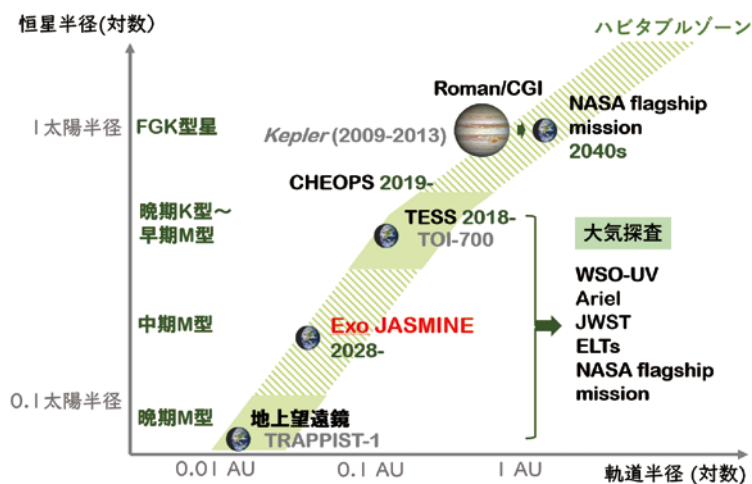 恒星半径(対数)
ハビタブルゾーン
Roman/CGI
1太陽半径
FGK型星
Kepler (2009-2013)
NASA flagship
mission
2040s
CHEOPS 2019-
晩期K型～
早期M型
TESS 2018-
TOI-700
大気探査
WSO-UV
Ariel
JWST
ELTs
NASA flagship
mission
中期M型
Exo JASMINE
2028-
0.1太陽半径
晩期M型
地上望遠鏡
TRAPPIST-1
0.01 AU
0.1 AU
1 AU
軌道半径 (対数)